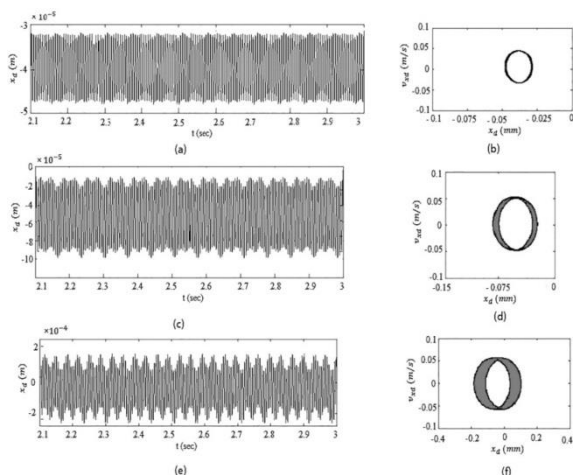 ×10⁻⁵
-3
-4
-5
x_d (m)
2.1 2.2 2.3 2.4 2.5 2.6 2.7 2.8 2.9 3
t (sec)
(a)
0.1
0.05
0
-0.05
-0.1
v_xd (m/s)
-0.1 -0.075 -0.05 -0.025 0
x_d (mm)
(b)
×10⁻⁵
0
-2
-4
-6
-8
-10
x_d (m)
2.1 2.2 2.3 2.4 2.5 2.6 2.7 2.8 2.9 3
t (sec)
(c)
0.1
0.05
0
-0.05
-0.1
v_xd (m/s)
-0.15 -0.075 0
x_d (mm)
(d)
×10⁻⁴
2
0
-2
x_d (m)
2.1 2.2 2.3 2.4 2.5 2.6 2.7 2.8 2.9 3
t (sec)
(e)
0.1
0.05
0
-0.05
-0.1
v_xd (m/s)
-0.4 -0.2 0 0.2 0.4
x_d (mm)
(f)